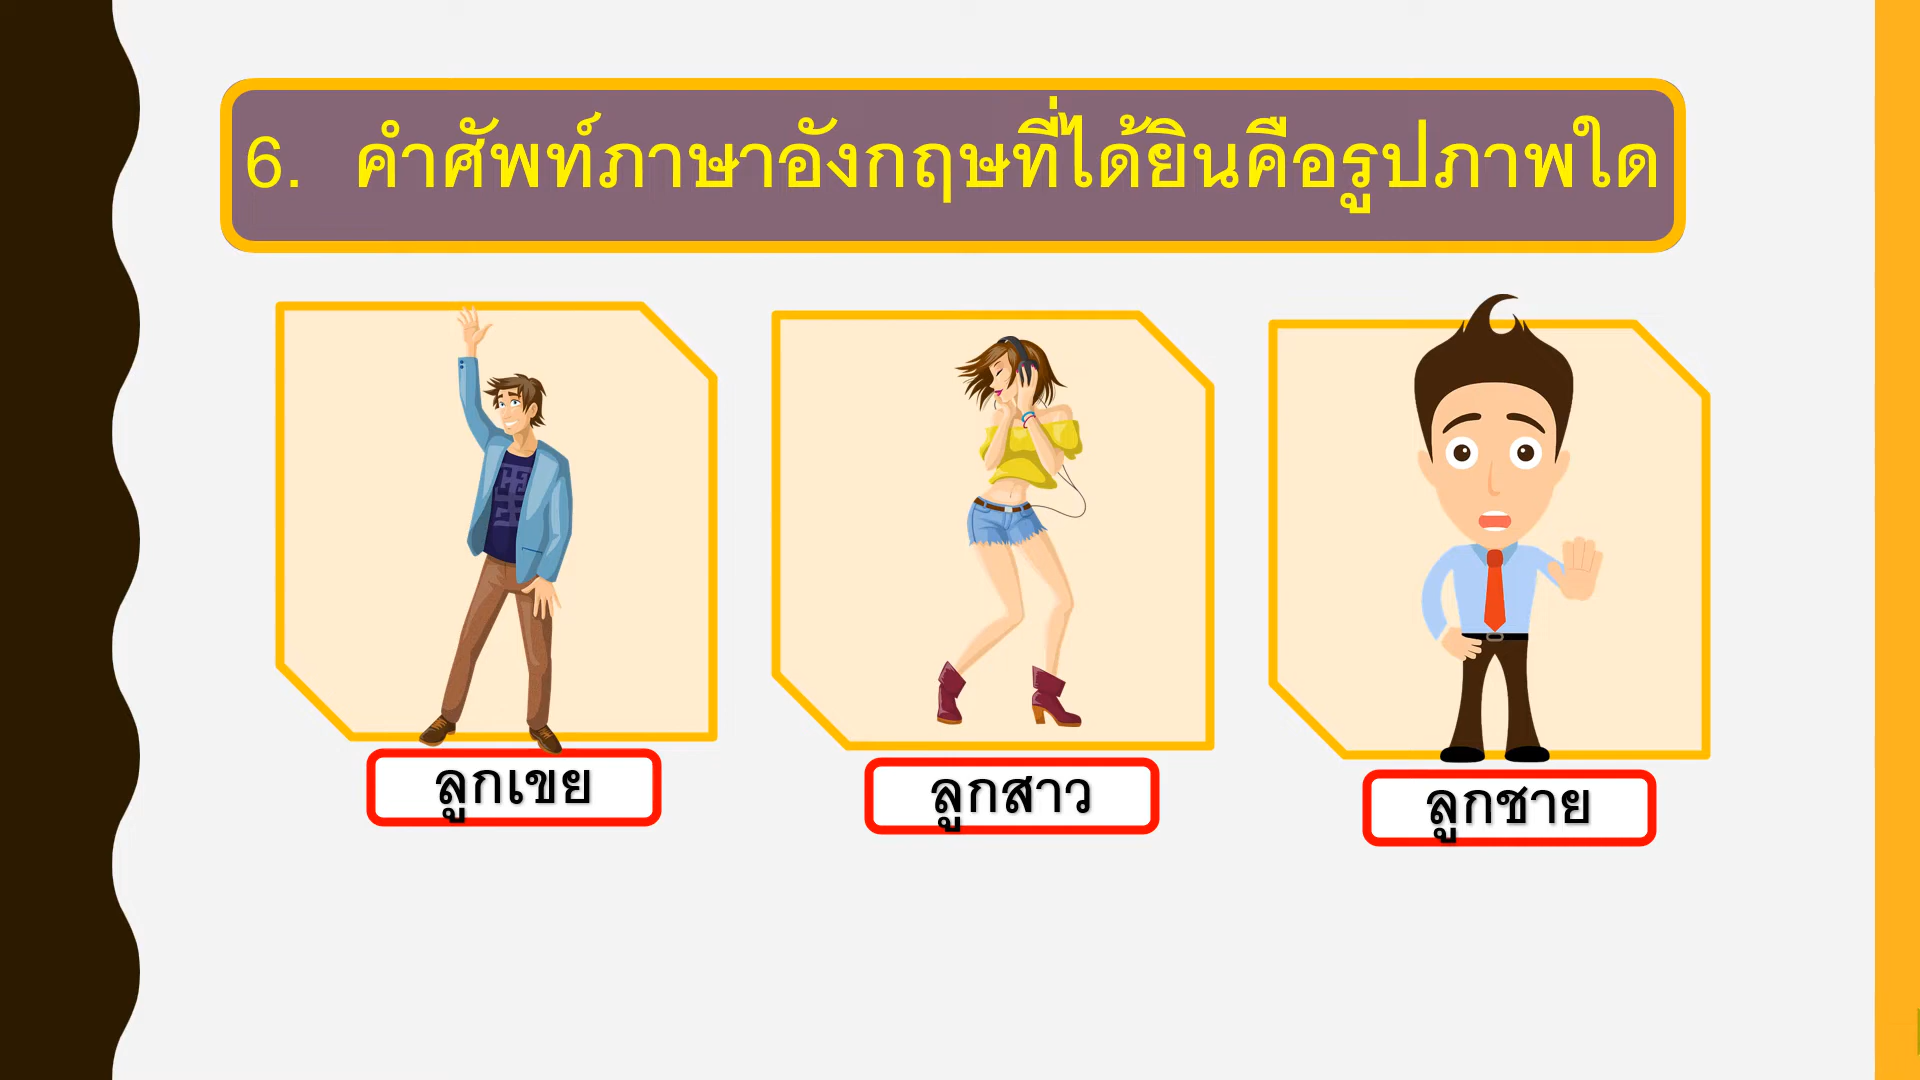 6. คำศัพท์ภาษาอังกฤษที่ได้ยินคือรูปภาพใด
ลูกเขย
ลูกสาว
ลูกชาย